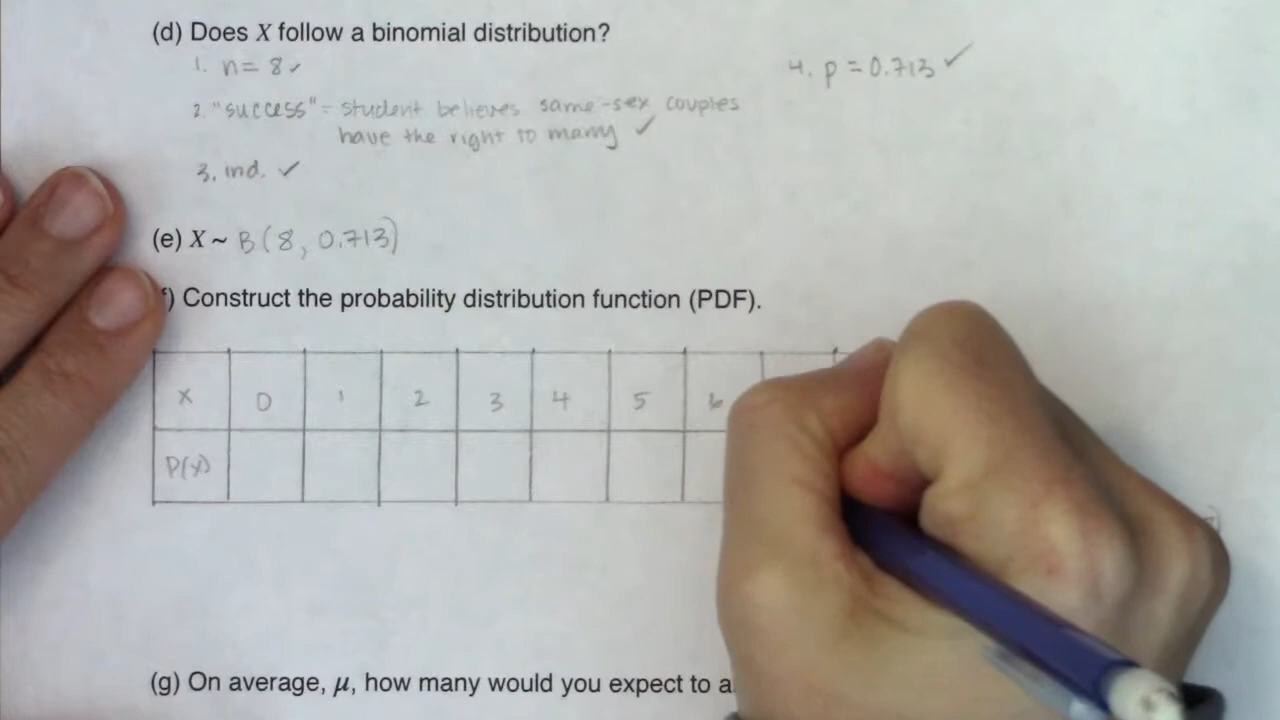 (d) Does X follow a binomial distribution?
1. n = 8 ✓
4. p = 0.713 ✓
2. "success" = student believes same-sex couples
have the right to marry ✓
3. ind. ✓
(e) X ~ B(8, 0.713)
f) Construct the probability distribution function (PDF).
X 0 1 2 3 4 5 6
P(x)
(g) On average, μ, how many would you expect to a